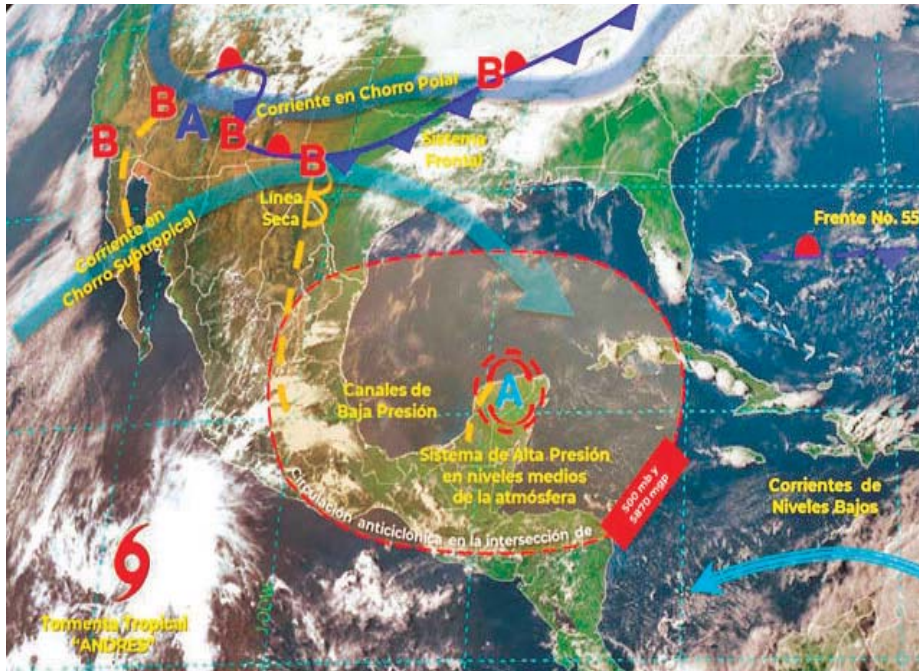 Corriente en Chorro Polar
B
B
A
B
B
B
Sistema
Frontal
Línea
Seca
Corriente en
Chorro Subtropical
Frente No. 55
Canales de
Baja Presión
A
Sistema de Alta Presión
en niveles medios
de la atmósfera
500 mb y
5870 mgp
Circulación anticiclónica en la intersección de
Corrientes de
Niveles Bajos
Tormenta Tropical
"ANDRES"